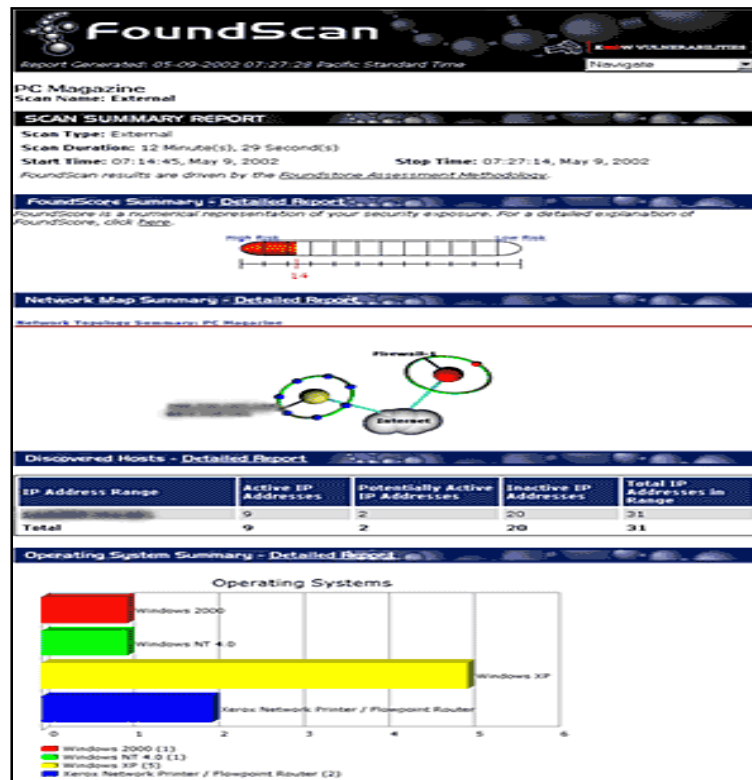 FoundScan
KNOW VULNERABILITIES
Report Generated: 05-09-2002 07:27:28 Pacific Standard Time
Navigate
PC Magazine
Scan Name: External
SCAN SUMMARY REPORT
Scan Type: External
Scan Duration: 12 Minute(s), 29 Second(s)
Start Time: 07:14:45, May 9, 2002 Stop Time: 07:27:14, May 9, 2002
FoundScan results are driven by the Foundstone Assessment Methodology.
FoundScore Summary - Detailed Report
FoundScore is a numerical representation of your security exposure. For a detailed explanation of
FoundScore, click here.
High Risk Low Risk
14
Network Map Summary - Detailed Report
Network Topology Summary: PC Magazine
Firewall-1
Internet
Discovered Hosts - Detailed Report
IP Address Range Active IP Addresses Potentially Active IP Addresses Inactive IP Addresses Total IP Addresses in Range
9 2 20 31
Total 9 2 20 31
Operating System Summary - Detailed Report
Operating Systems
Windows 2000
Windows NT 4.0
Windows XP
Xerox Network Printer / Flowpoint Router
0 1 2 3 4 5 6
Windows 2000 (1)
Windows NT 4.0 (1)
Windows XP (5)
Xerox Network Printer / Flowpoint Router (2)